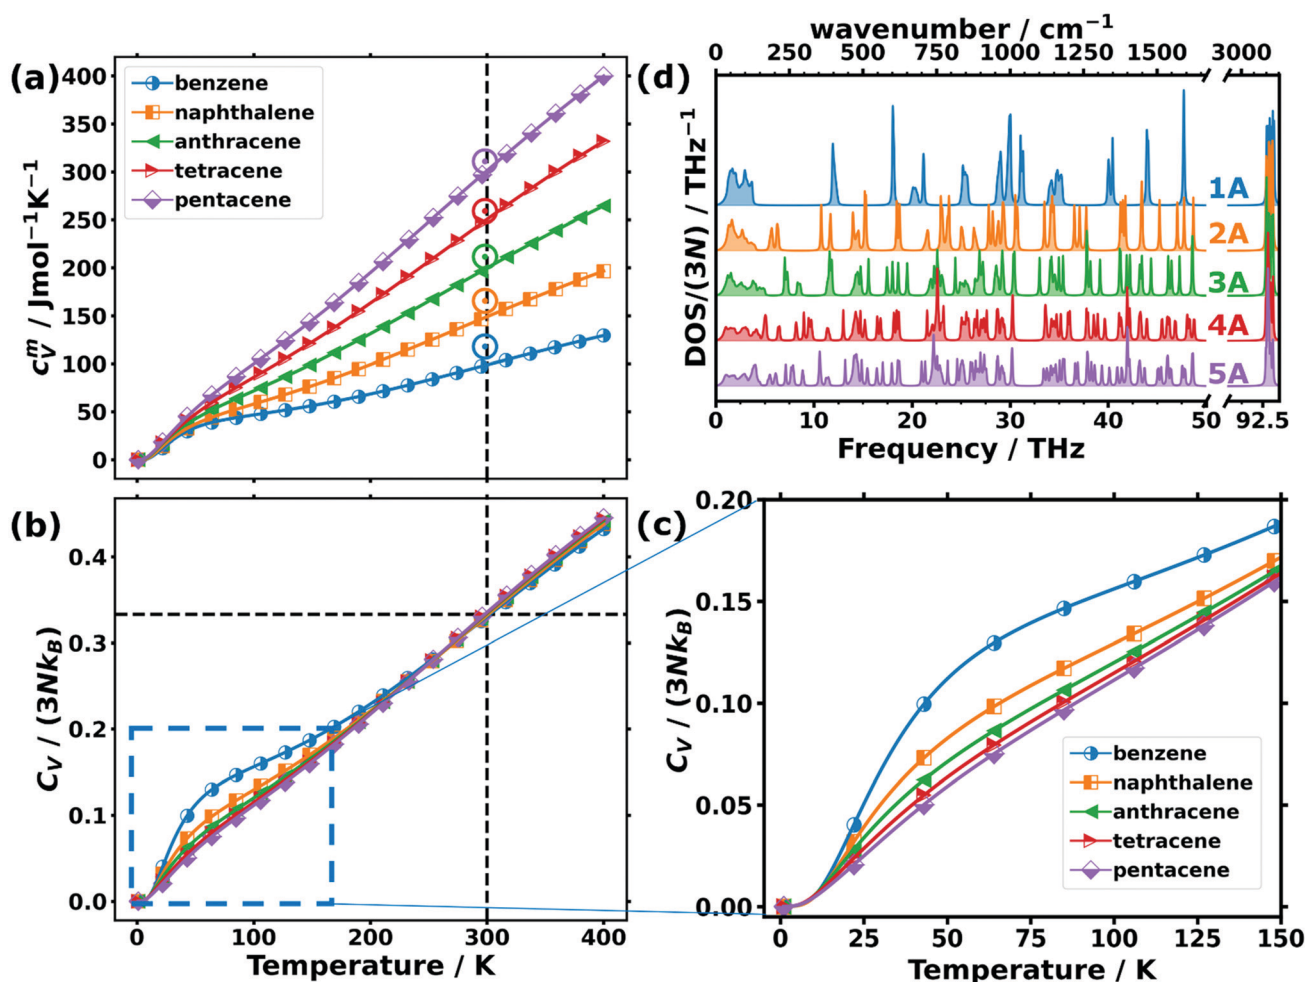 (a)
400
350
300
250
200
150
100
50
0
c_V^m / Jmol⁻¹K⁻¹
benzene
naphthalene
anthracene
tetracene
pentacene
(d)
wavenumber / cm⁻¹
0 250 500 750 1000 1250 1500 3000
DOS/(3N) / THz⁻¹
1A
2A
3A
4A
5A
0 10 20 30 40 50 92.5
Frequency / THz
(b)
0.4
0.3
0.2
0.1
0.0
C_V / (3Nk_B)
0 100 200 300 400
Temperature / K
(c)
0.20
0.15
0.10
0.05
0.00
C_V / (3Nk_B)
benzene
naphthalene
anthracene
tetracene
pentacene
0 25 50 75 100 125 150
Temperature / K